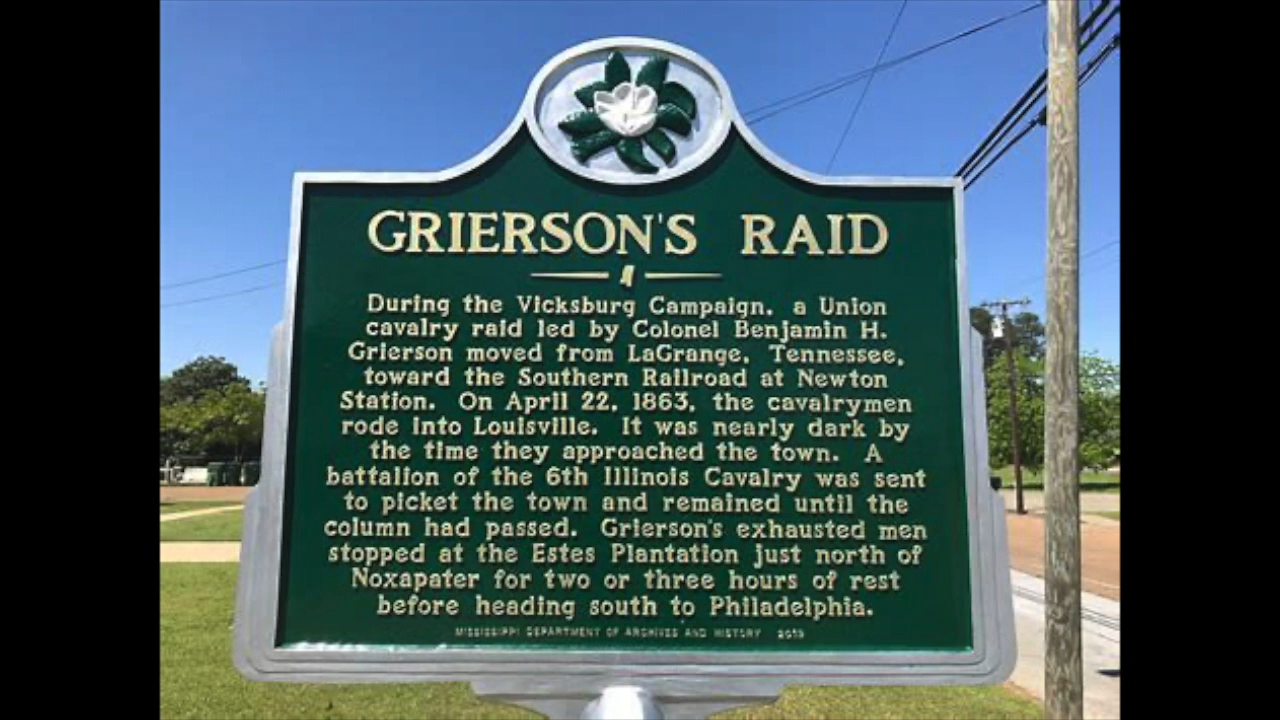 GRIERSON'S RAID
During the Vicksburg Campaign, a Union
cavalry raid led by Colonel Benjamin H.
Grierson moved from LaGrange, Tennessee,
toward the Southern Railroad at Newton
Station. On April 22, 1863, the cavalrymen
rode into Louisville. It was nearly dark by
the time they approached the town. A
battalion of the 6th Illinois Cavalry was sent
to picket the town and remained until the
column had passed. Grierson's exhausted men
stopped at the Estes Plantation just north of
Noxapater for two or three hours of rest
before heading south to Philadelphia.
MISSISSIPPI DEPARTMENT OF ARCHIVES AND HISTORY